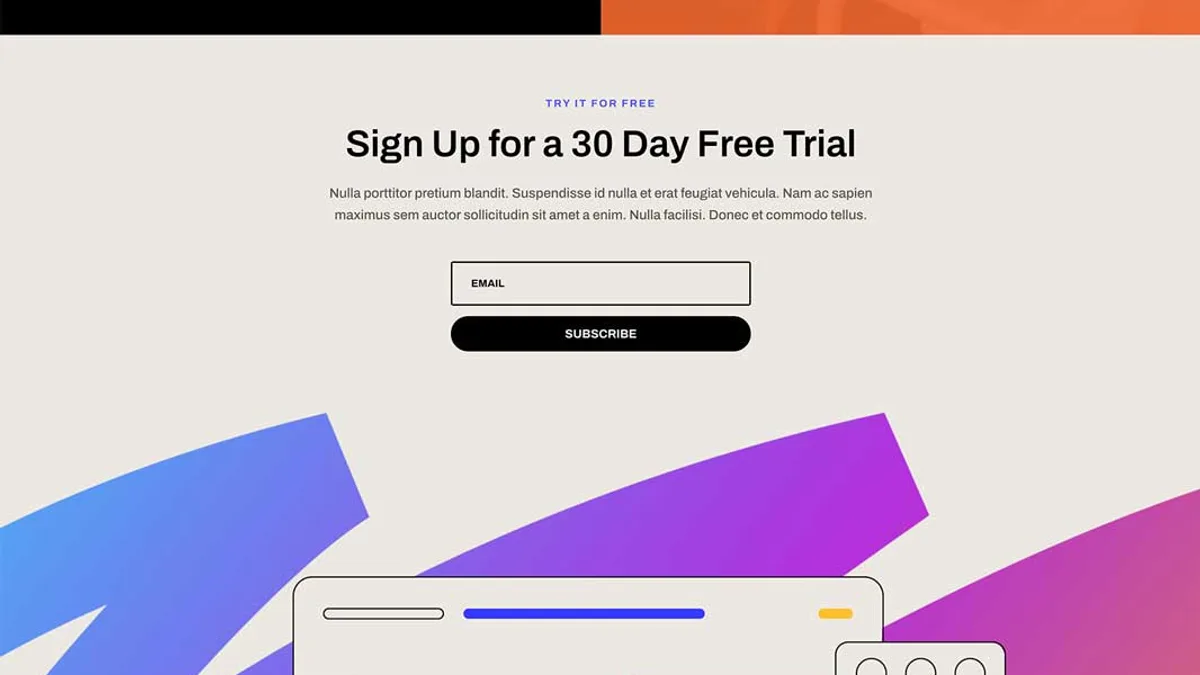 TRY IT FOR FREE
Sign Up for a 30 Day Free Trial
Nulla porttitor pretium blandit. Suspendisse id nulla et erat feugiat vehicula. Nam ac sapien
maximus sem auctor sollicitudin sit amet a enim. Nulla facilisi. Donec et commodo tellus.
EMAIL
SUBSCRIBE